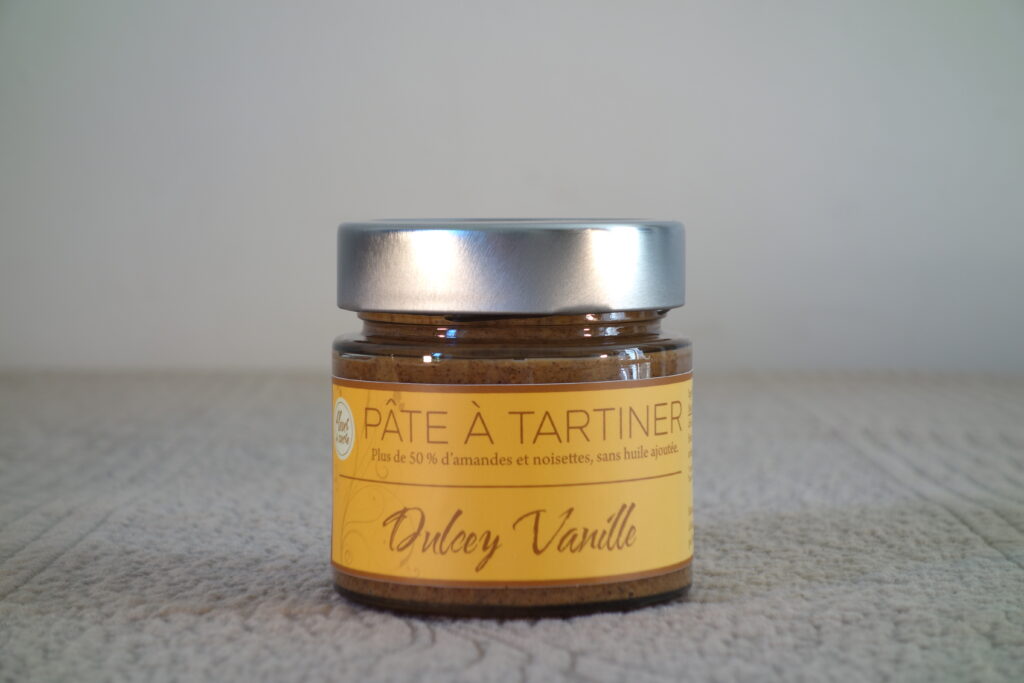 PÂTE À TARTINER
Plus de 50 % d'amandes et noisettes, sans huile ajoutée.
Dulcey Vanille